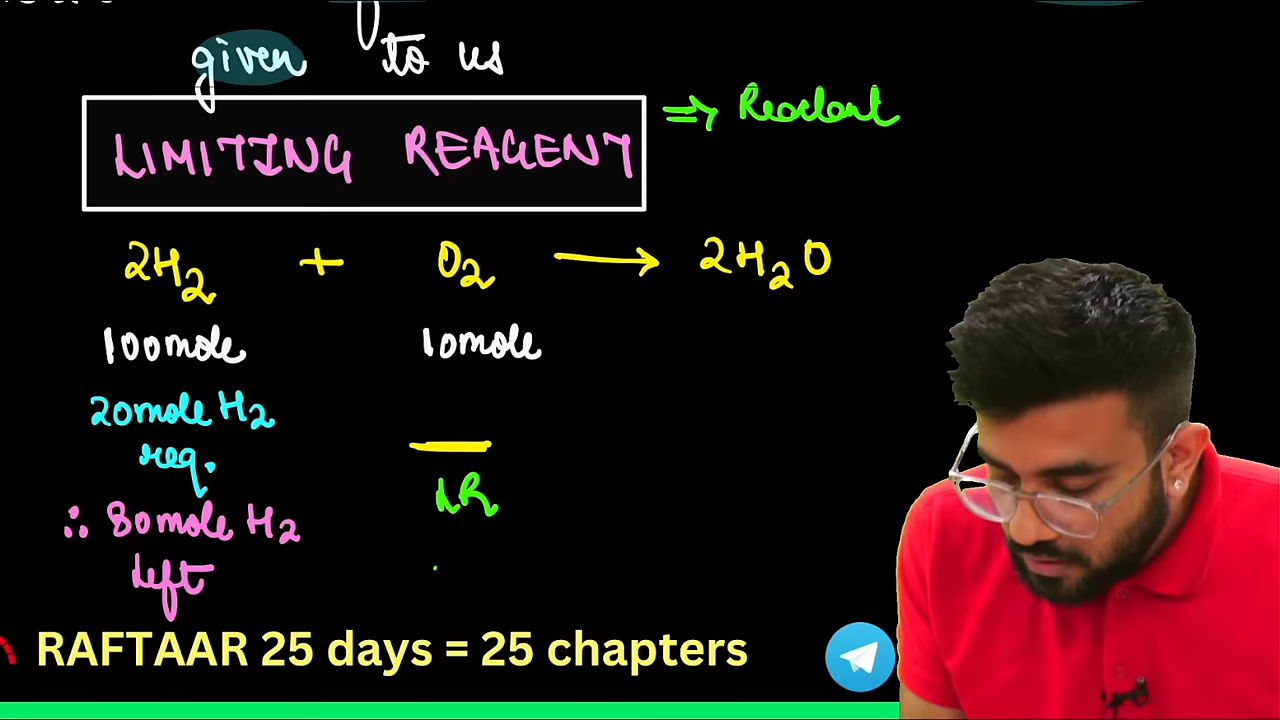 given to us
LIMITING REAGENT ⇒ Reactant
2H₂ + O₂ → 2H₂O
100mole 10mole
20mole H₂
req.
LR
∴ 80mole H₂
left
RAFTAAR 25 days = 25 chapters